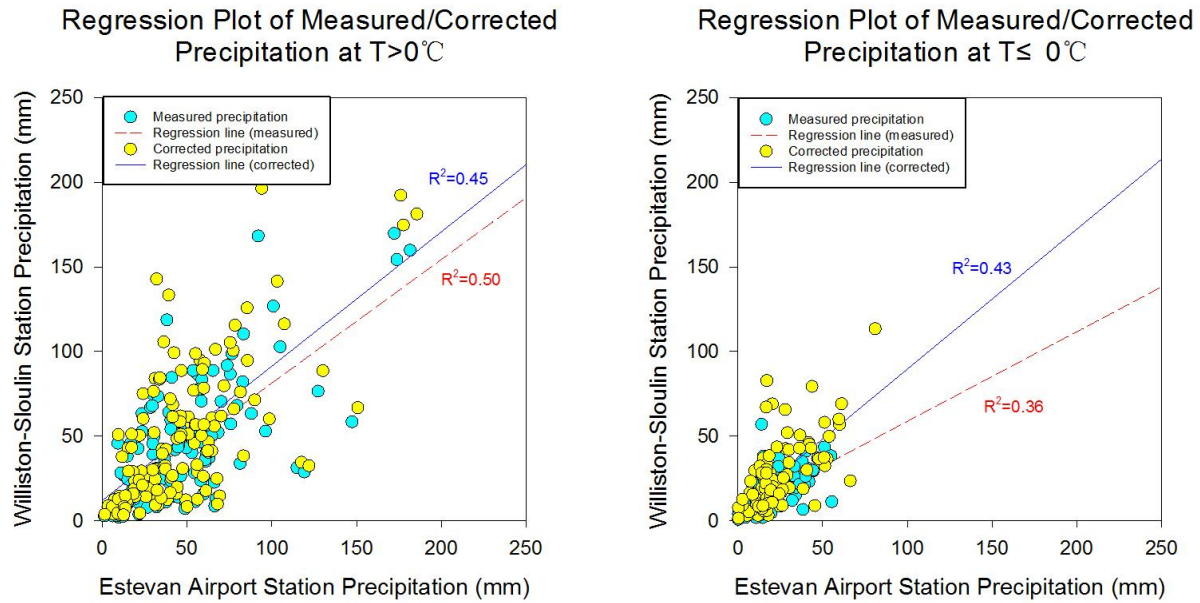 Regression Plot of Measured/Corrected
Precipitation at T>0℃
Williston-Sloulin Station Precipitation (mm)
250
200
150
100
50
0
Measured precipitation
Regression line (measured)
Corrected precipitation
Regression line (corrected)
R²=0.45
R²=0.50
0 50 100 150 200 250
Estevan Airport Station Precipitation (mm)
Regression Plot of Measured/Corrected
Precipitation at T≤ 0℃
Williston-Sloulin Station Precipitation (mm)
250
200
150
100
50
0
Measured precipitation
Regression line (measured)
Corrected precipitation
Regression line (corrected)
R²=0.43
R²=0.36
0 50 100 150 200 250
Estevan Airport Station Precipitation (mm)